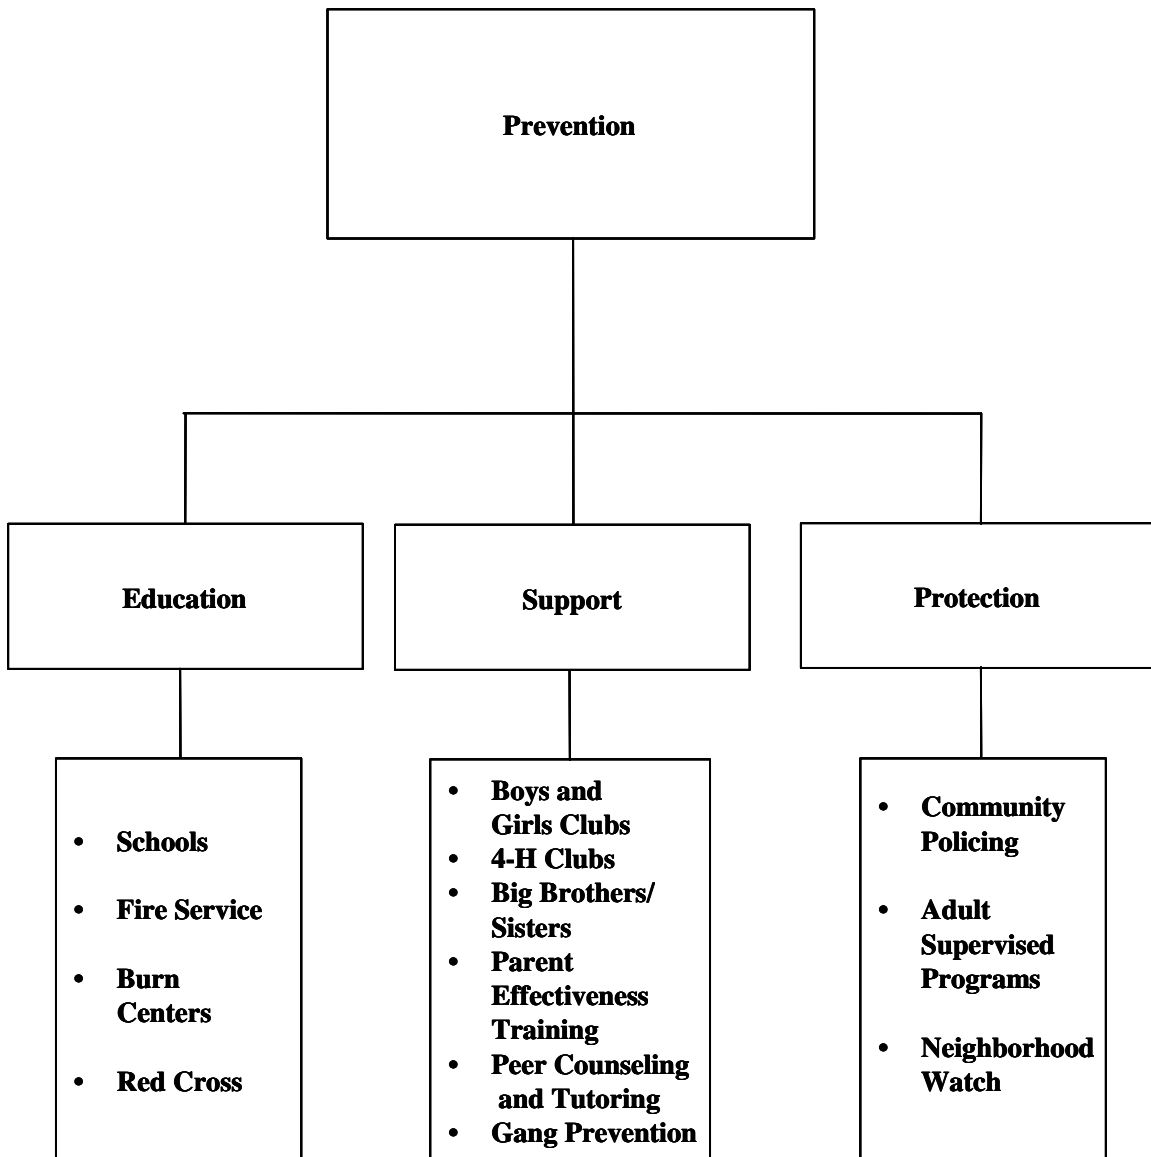 Prevention
Education
Support
Protection
• Schools
• Fire Service
• Burn
Centers
• Red Cross
• Boys and
Girls Clubs
• 4-H Clubs
• Big Brothers/
Sisters
• Parent
Effectiveness
Training
• Peer Counseling
and Tutoring
• Gang Prevention
• Community
Policing
• Adult
Supervised
Programs
• Neighborhood
Watch